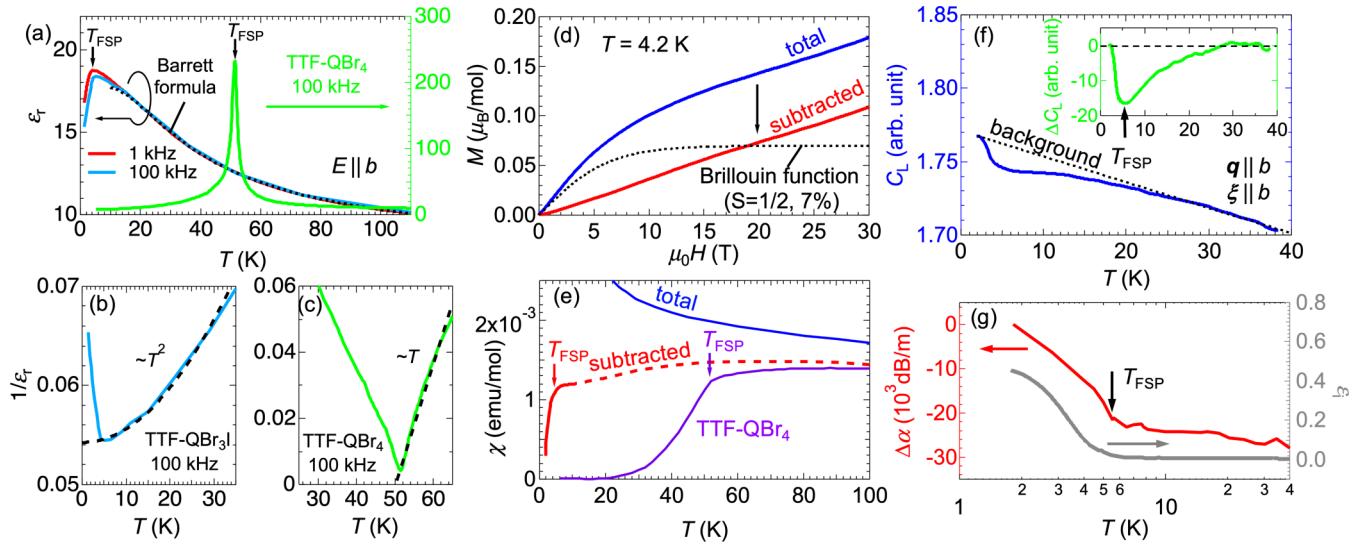 (a)
T_FSP
T_FSP
300
TTF-QBr₄
100 kHz
200
100
0
20
Barrett
formula
εᵣ
15
1 kHz
100 kHz
E || b
10
0 20 40 60 80 100
T (K)
(b)
0.07
0.06
0.05
1/εᵣ
~T²
TTF-QBr₃I
100 kHz
0 10 20 30
T (K)
(c)
0.06
0.04
0.02
0
~T
TTF-QBr₄
100 kHz
30 40 50 60
T (K)
(d)
T = 4.2 K
total
0.20
0.15
0.10
0.05
0.00
M (μ_B/mol)
subtracted
Brillouin function
(S=1/2, 7%)
0 5 10 15 20 25 30
μ₀H (T)
(e)
total
2x10⁻³
1
0
χ (emu/mol)
T_FSP
subtracted
T_FSP
TTF-QBr₄
0 20 40 60 80 100
T (K)
(f)
1.85
1.80
1.75
1.70
C_L (arb. unit)
0
-10
-20
ΔC_L (arb. unit)
0 10 20 30 40
T_FSP
background
q || b
ξ || b
0 10 20 30 40
T (K)
(g)
0
-10
-20
-30
Δα (10³ dB/m)
T_FSP
0.8
0.4
0.0
εᵢ
1 2 3 4 5 6 10 2 3 4
T (K)